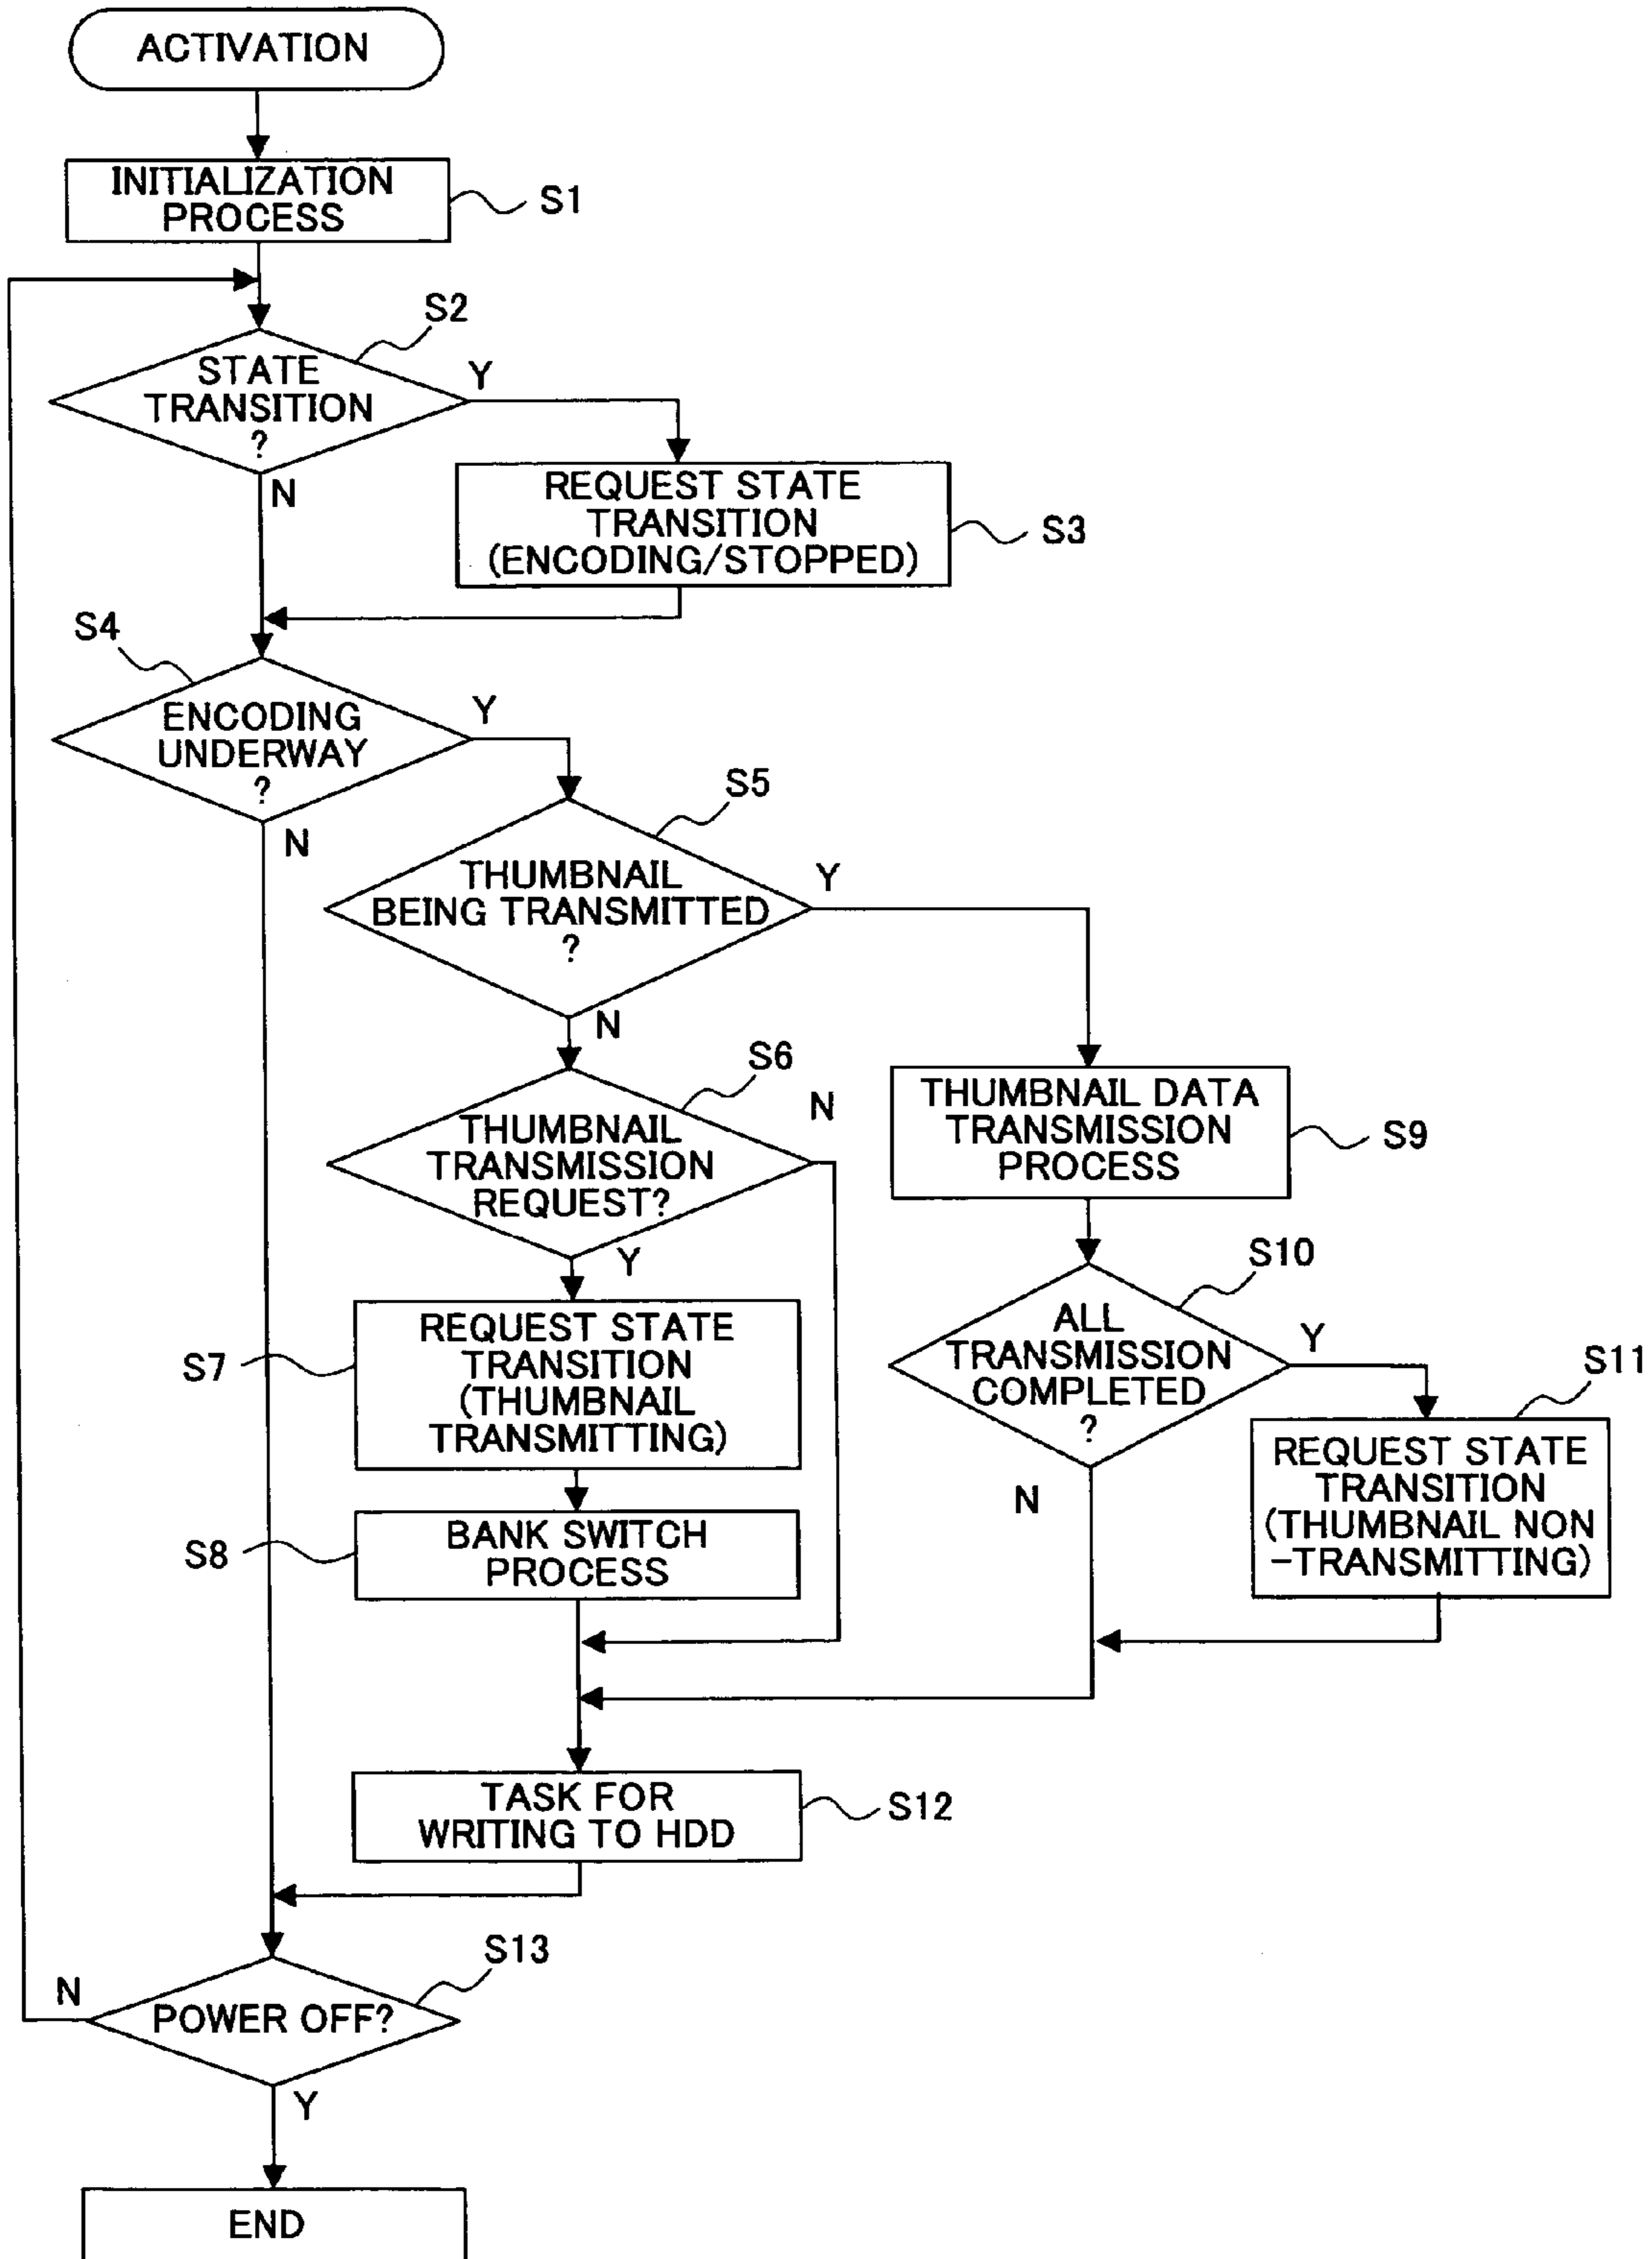 ACTIVATION
INITIALIZATION
PROCESS
S1
S2
STATE
TRANSITION
?
Y
N
REQUEST STATE
TRANSITION
(ENCODING/STOPPED)
S3
S4
ENCODING
UNDERWAY
?
Y
N
S5
THUMBNAIL
BEING TRANSMITTED
?
Y
N
S6
THUMBNAIL
TRANSMISSION
REQUEST?
N
Y
THUMBNAIL DATA
TRANSMISSION
PROCESS
S9
S7
REQUEST STATE
TRANSITION
(THUMBNAIL
TRANSMITTING)
S10
ALL
TRANSMISSION
COMPLETED
?
Y
N
S11
REQUEST STATE
TRANSITION
(THUMBNAIL NON
-TRANSMITTING)
S8
BANK SWITCH
PROCESS
TASK FOR
WRITING TO HDD
S12
S13
POWER OFF?
N
Y
END